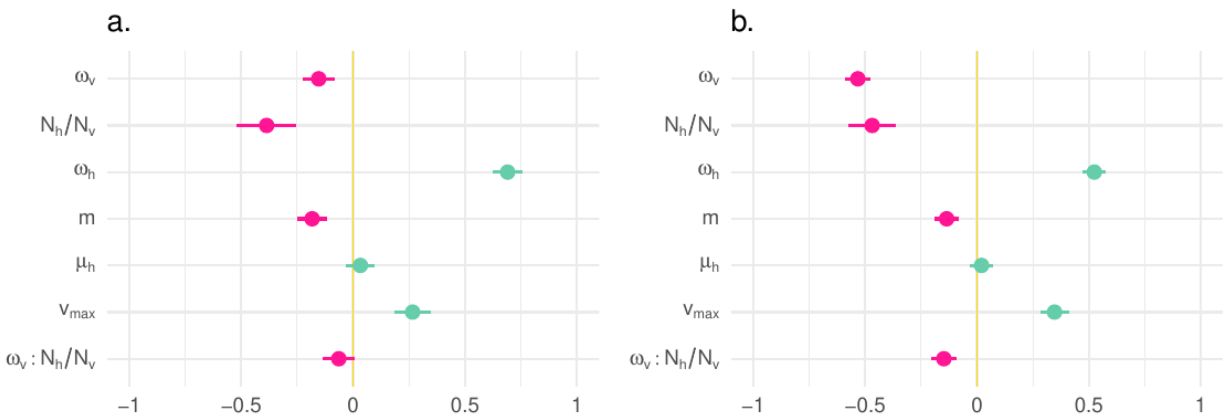 a.
ωv
Nh/Nv
ωh
m
μh
vmax
ωv : Nh/Nv
−1 −0.5 0 0.5 1
b.
ωv
Nh/Nv
ωh
m
μh
vmax
ωv : Nh/Nv
−1 −0.5 0 0.5 1